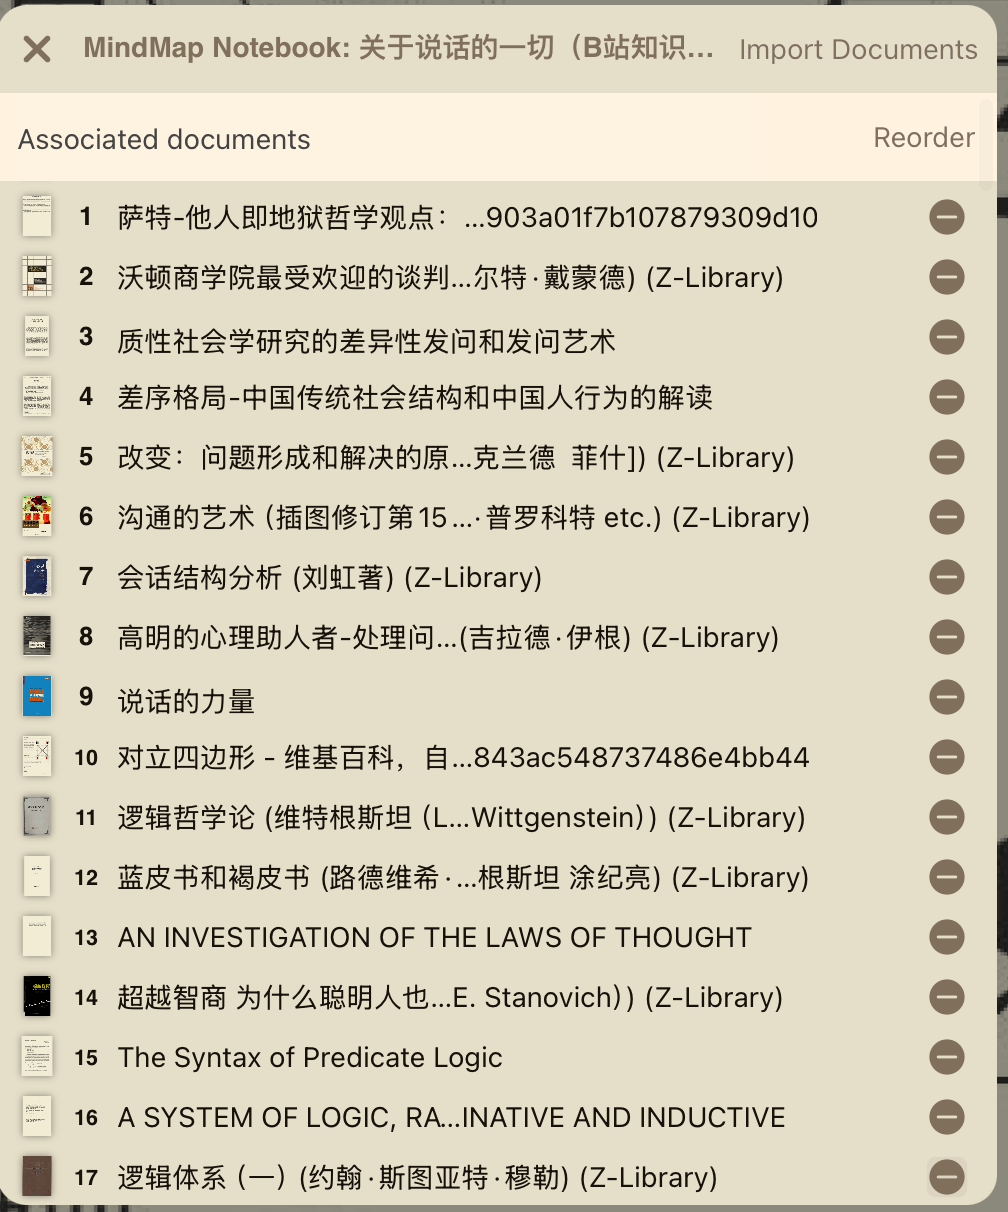 MindMap Notebook: 关于说话的一切（B站知识... Import Documents
Associated documents Reorder
1 萨特-他人即地狱哲学观点：...903a01f7b107879309d10
2 沃顿商学院最受欢迎的谈判...尔特·戴蒙德) (Z-Library)
3 质性社会学研究的差异性发问和发问艺术
4 差序格局-中国传统社会结构和中国人行为的解读
5 改变：问题形成和解决的原...克兰德 菲什]) (Z-Library)
6 沟通的艺术（插图修订第15...·普罗科特 etc.) (Z-Library)
7 会话结构分析 (刘虹著) (Z-Library)
8 高明的心理助人者-处理问...(吉拉德·伊根) (Z-Library)
9 说话的力量
10 对立四边形 - 维基百科，自...843ac548737486e4bb44
11 逻辑哲学论 (维特根斯坦（L...Wittgenstein）) (Z-Library)
12 蓝皮书和褐皮书 (路德维希·...根斯坦 涂纪亮) (Z-Library)
13 AN INVESTIGATION OF THE LAWS OF THOUGHT
14 超越智商 为什么聪明人也...E. Stanovich）) (Z-Library)
15 The Syntax of Predicate Logic
16 A SYSTEM OF LOGIC, RA...INATIVE AND INDUCTIVE
17 逻辑体系（一）(约翰·斯图亚特·穆勒) (Z-Library)